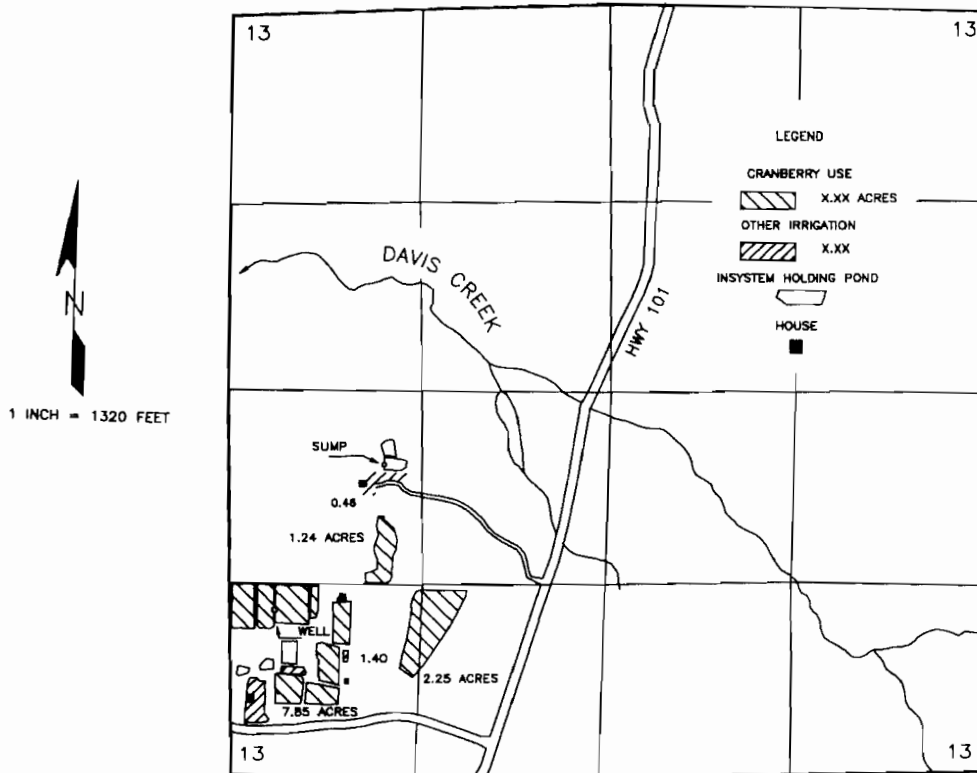 13
13
LEGEND
CRANBERRY USE
X.XX ACRES
OTHER IRRIGATION
X.XX
INSYSTEM HOLDING POND
HOUSE
DAVIS CREEK
HWY 101
N
1 INCH = 1320 FEET
SUMP
0.46
1.24 ACRES
WELL
1.40
2.25 ACRES
7.85 ACRES
13
13